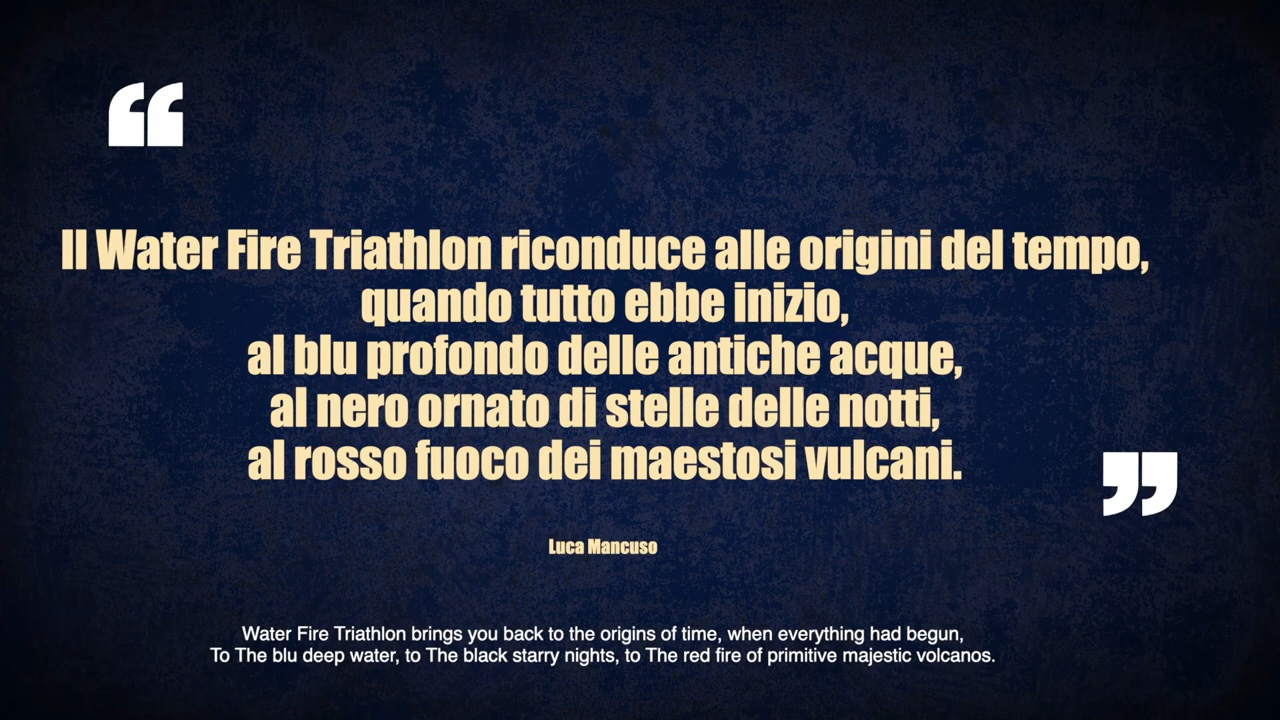 “
Il Water Fire Triathlon riconduce alle origini del tempo,
quando tutto ebbe inizio,
al blu profondo delle antiche acque,
al nero ornato di stelle delle notti,
al rosso fuoco dei maestosi vulcani.
”
Luca Mancuso
Water Fire Triathlon brings you back to the origins of time, when everything had begun,
To The blu deep water, to The black starry nights, to The red fire of primitive majestic volcanos.